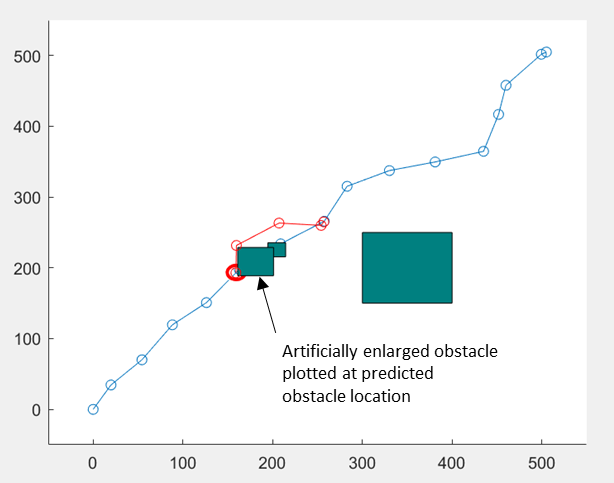 500
400
300
200
100
0
0 100 200 300 400 500
Artificially enlarged obstacle
plotted at predicted
obstacle location